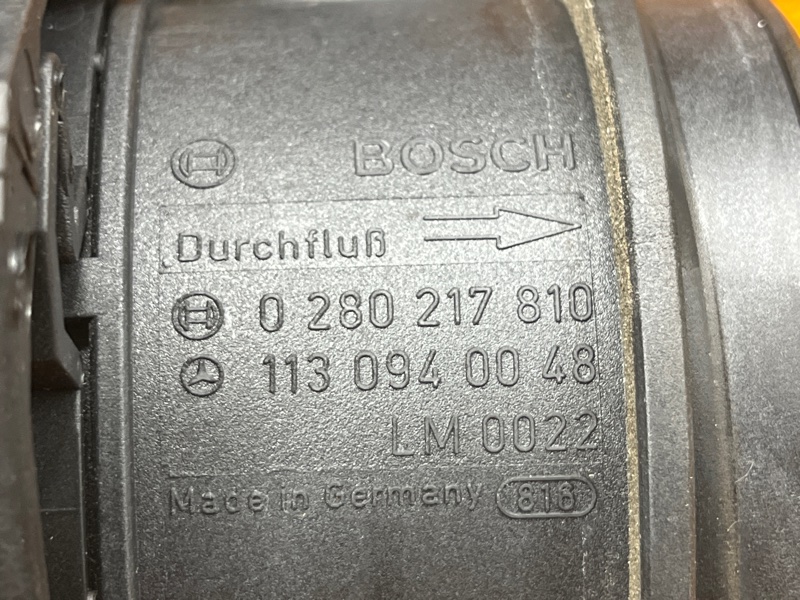 BOSCH
Durchfluß
0 280 217 810
113 094 00 48
LM 0022
Made in Germany 816